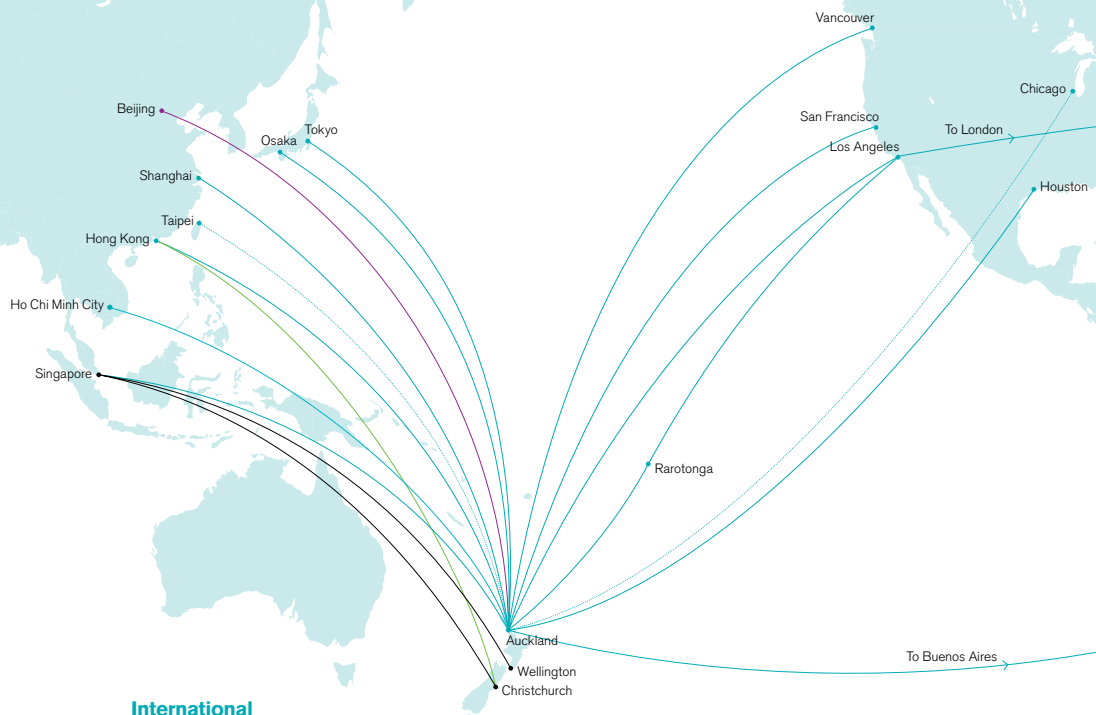 Vancouver
Chicago
Beijing
San Francisco
Tokyo
To London
Osaka
Los Angeles
Shanghai
Houston
Taipei
Hong Kong
Ho Chi Minh City
Singapore
Rarotonga
Auckland
To Buenos Aires
Wellington
Christchurch
International